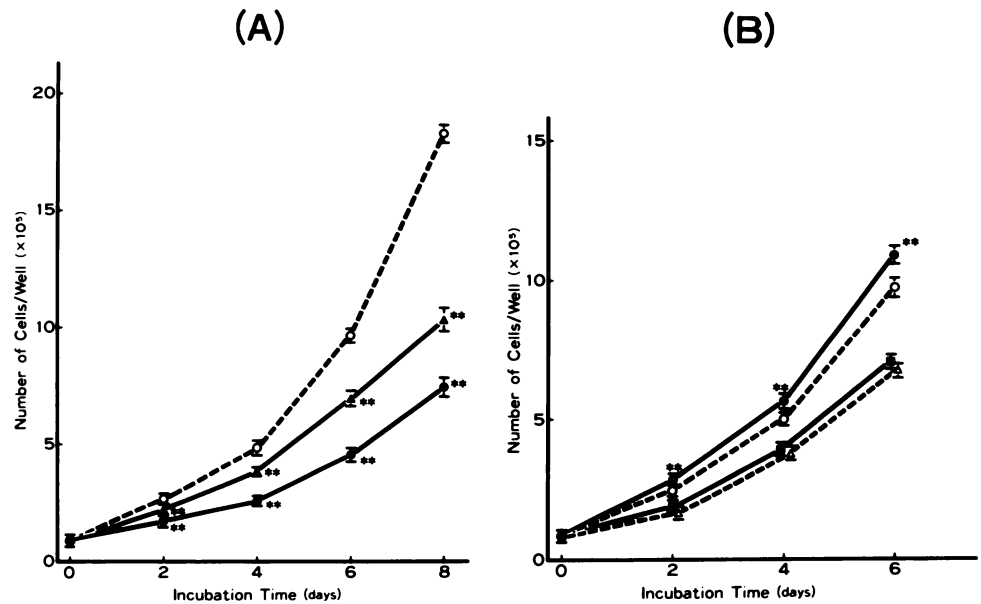 (A)
Number of Cells/Well (×10⁵)
20
15
10
5
0
**
**
**
**
**
**
**
**
0 2 4 6 8
Incubation Time (days)
(B)
Number of Cells/Well (×10⁵)
15
10
5
0
**
**
**
0 2 4 6
Incubation Time (days)